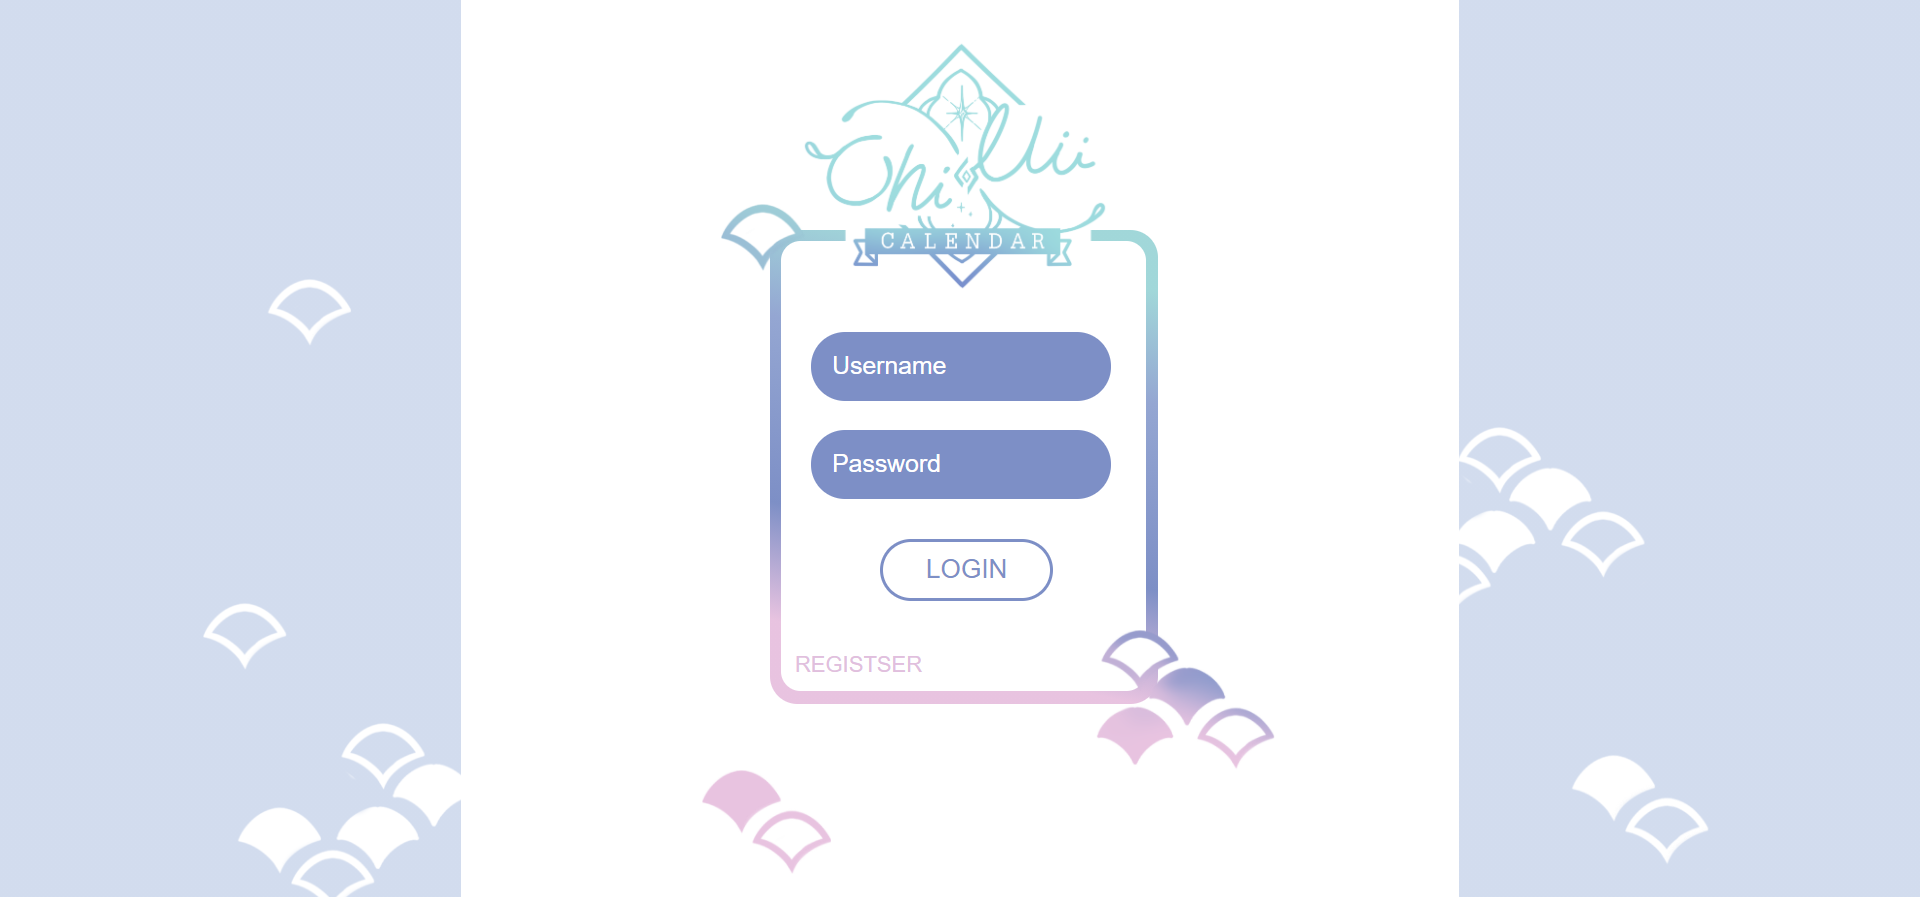 Chi Uii
CALENDAR
Username
Password
LOGIN
REGISTSER